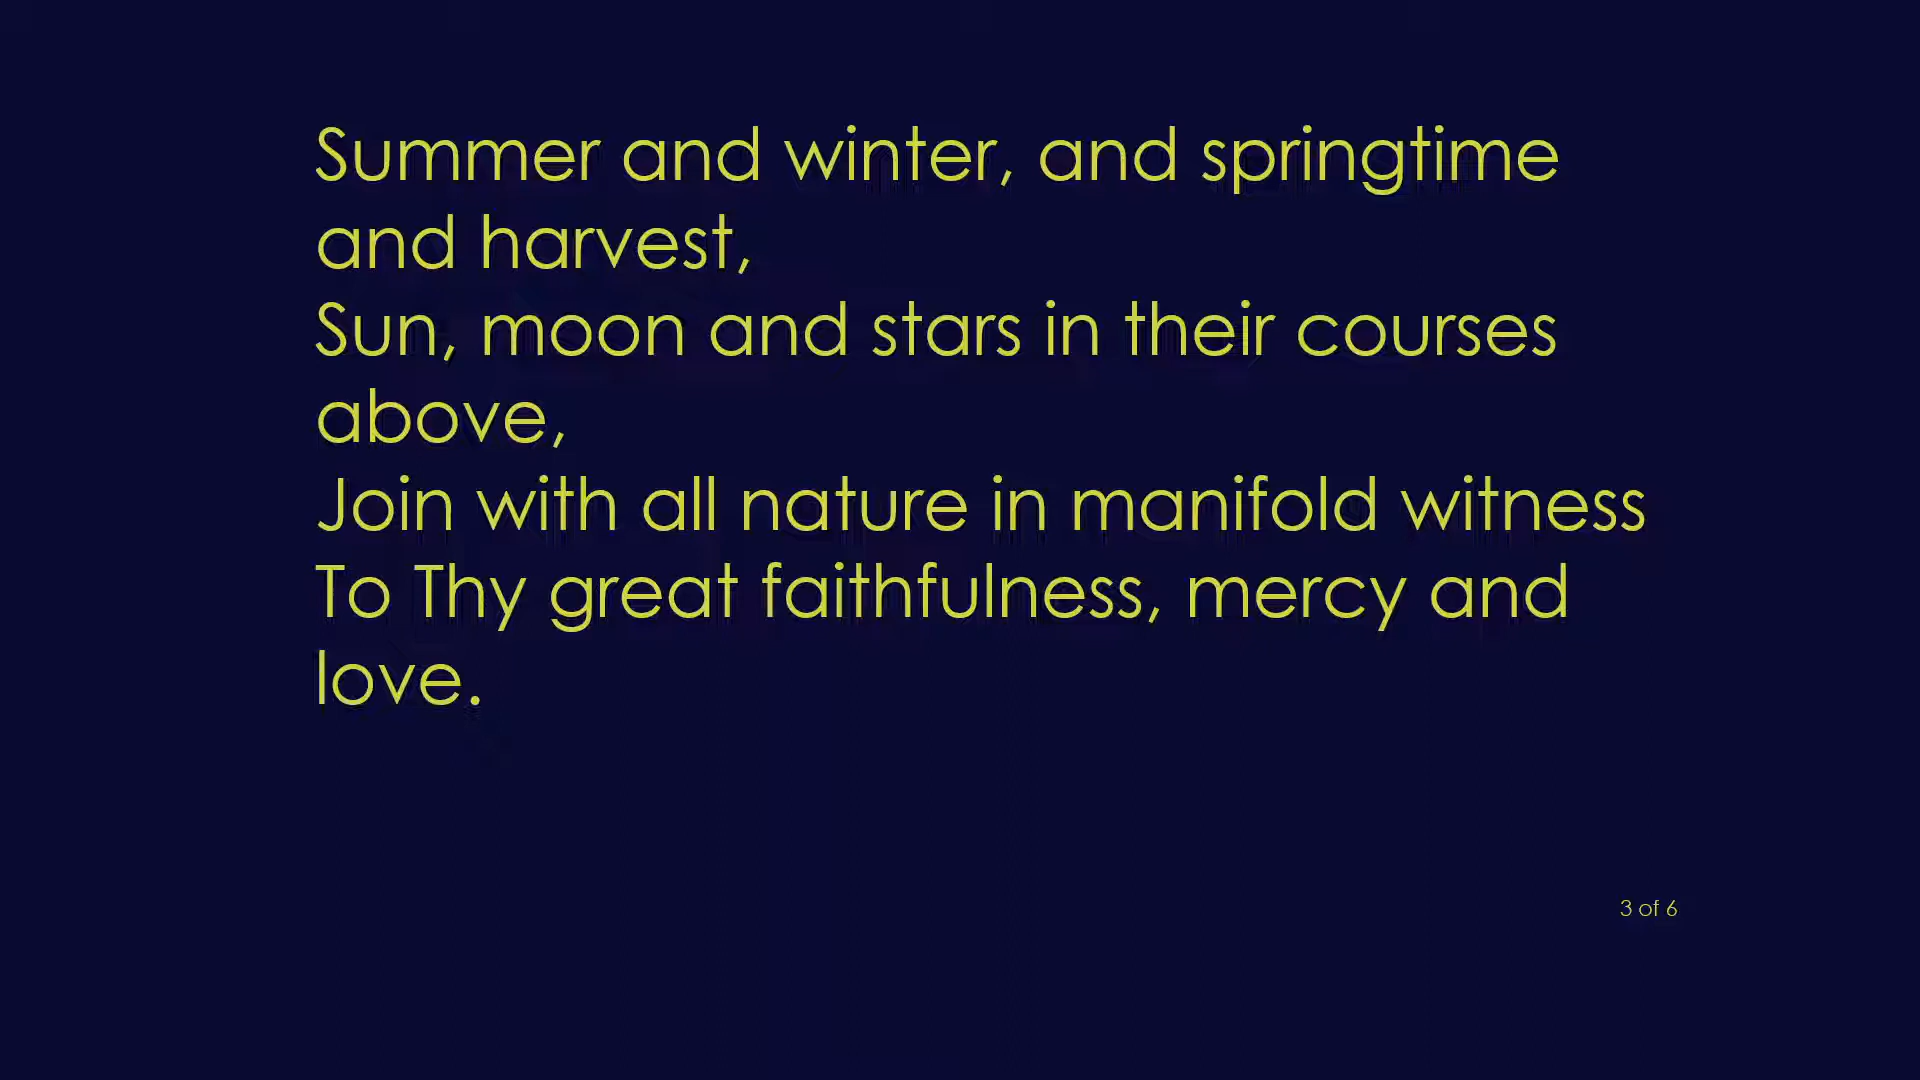 Summer and winter, and springtime
and harvest,
Sun, moon and stars in their courses
above,
Join with all nature in manifold witness
To Thy great faithfulness, mercy and
love.
3 of 6